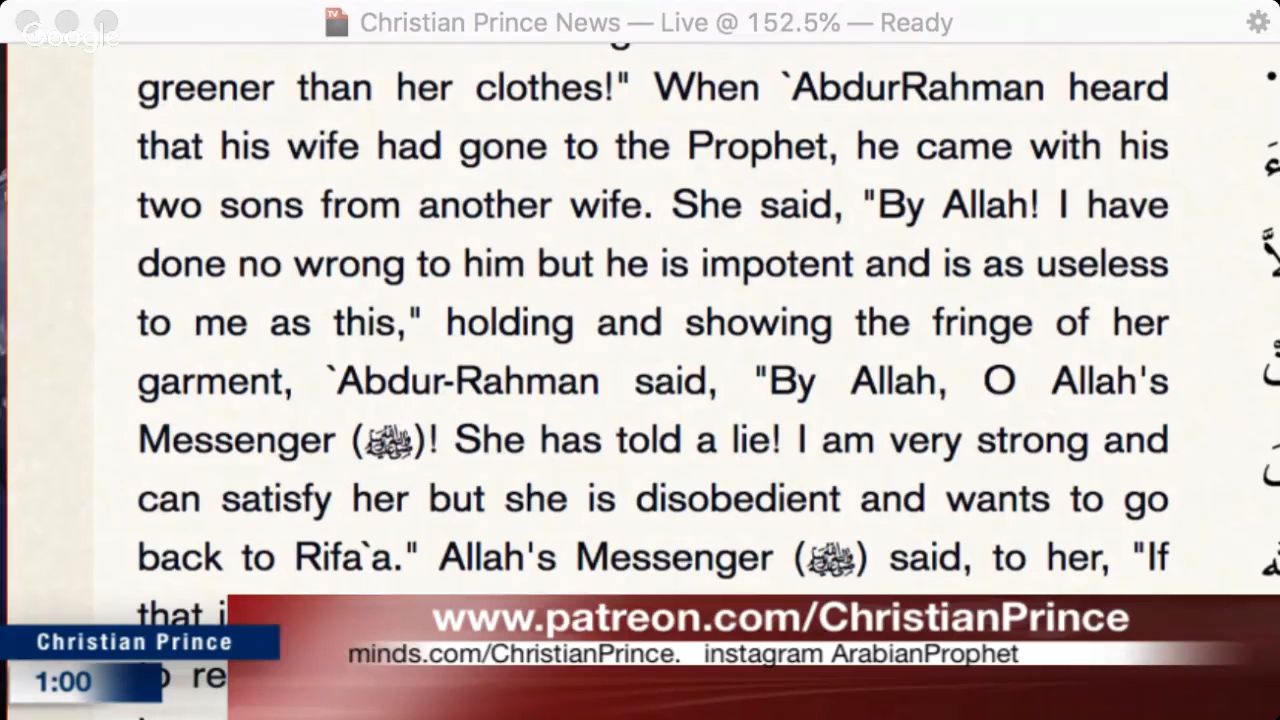 Christian Prince News — Live @ 152.5% — Ready
Google
greener than her clothes!" When `AbdurRahman heard
that his wife had gone to the Prophet, he came with his
two sons from another wife. She said, "By Allah! I have
done no wrong to him but he is impotent and is as useless
to me as this," holding and showing the fringe of her
garment, `Abdur-Rahman said, "By Allah, O Allah's
Messenger (ﷺ)! She has told a lie! I am very strong and
can satisfy her but she is disobedient and wants to go
back to Rifa`a." Allah's Messenger (ﷺ) said, to her, "If
that
www.patreon.com/ChristianPrince
Christian Prince
minds.com/ChristianPrince. instagram ArabianProphet
1:00
re